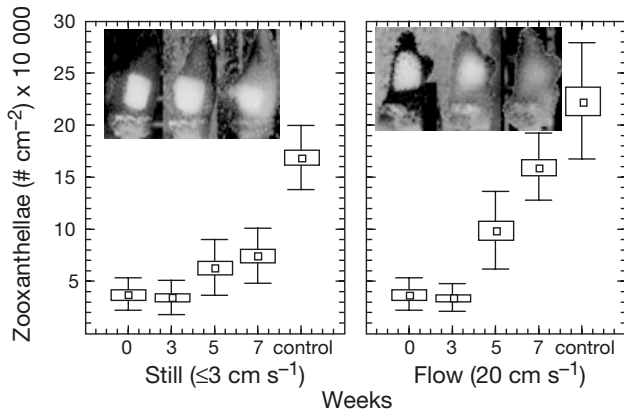 Zooxanthellae (# cm⁻²) x 10 000
30
25
20
15
10
5
0 3 5 7 control
Still (≤3 cm s⁻¹)
0 3 5 7 control
Flow (20 cm s⁻¹)
Weeks